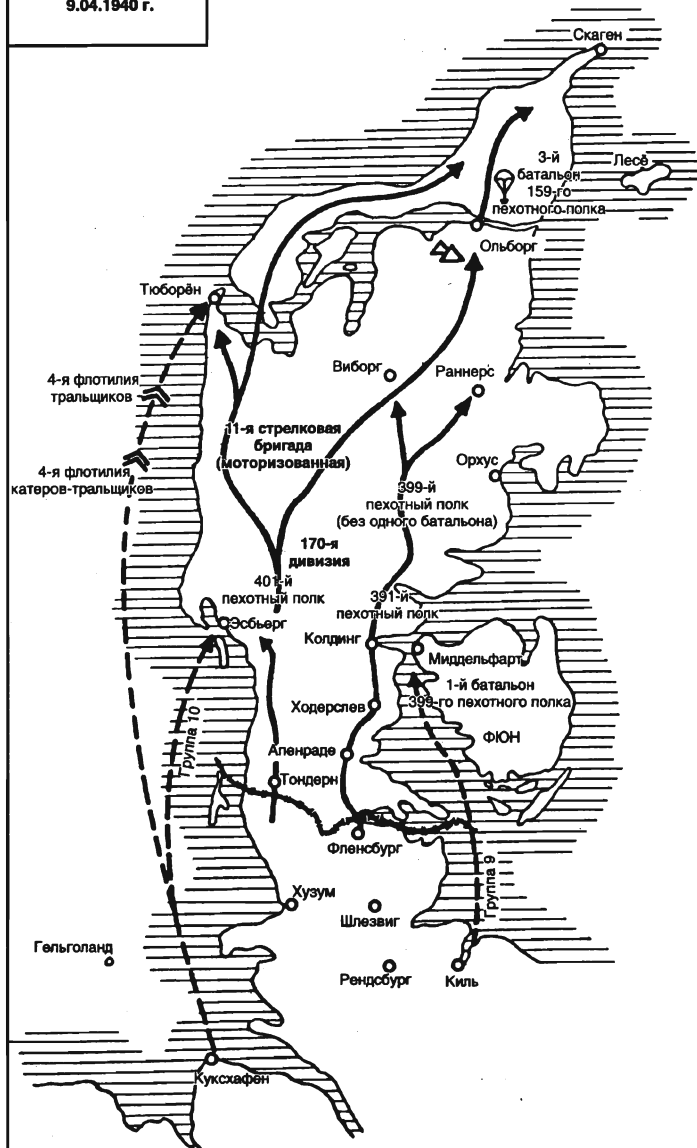 9.04.1940 г.
Скаген
3-й
батальон
159-го
пехотного полка
Лесё
Ольборг
Тюборён
Виборг
Раннерс
4-я флотилия
тральщиков
11-я стрелковая
бригада
(моторизованная)
Орхус
4-я флотилия
катеров-тральщиков
399-й
пехотный полк
(без одного батальона)
170-я
дивизия
401-й
пехотный полк
391-й
пехотный полк
Эсбьерг
Колдинг
Миддельфарт
1-й батальон
399-го пехотного полка
Ходерслев
Группа 10
ФЮН
Апенраде
Тондерн
Фленсбург
Группа 9
Хузум
Шлезвиг
Гельголанд
Рендсбург
Киль
Куксхафен